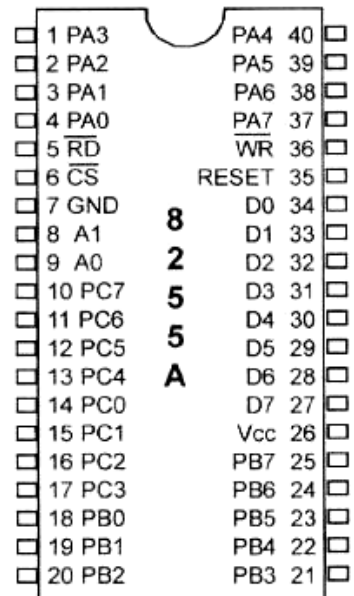 1 PA3 PA4 40
2 PA2 PA5 39
3 PA1 PA6 38
4 PA0 PA7 37
5 R̅D̅ W̅R̅ 36
6 C̅S̅ RESET 35
7 GND D0 34
8 A1 D1 33
9 A0 D2 32
10 PC7 D3 31
11 PC6 D4 30
12 PC5 D5 29
13 PC4 D6 28
14 PC0 D7 27
15 PC1 Vcc 26
16 PC2 PB7 25
17 PC3 PB6 24
18 PB0 PB5 23
19 PB1 PB4 22
20 PB2 PB3 21
8
2
5
5
A